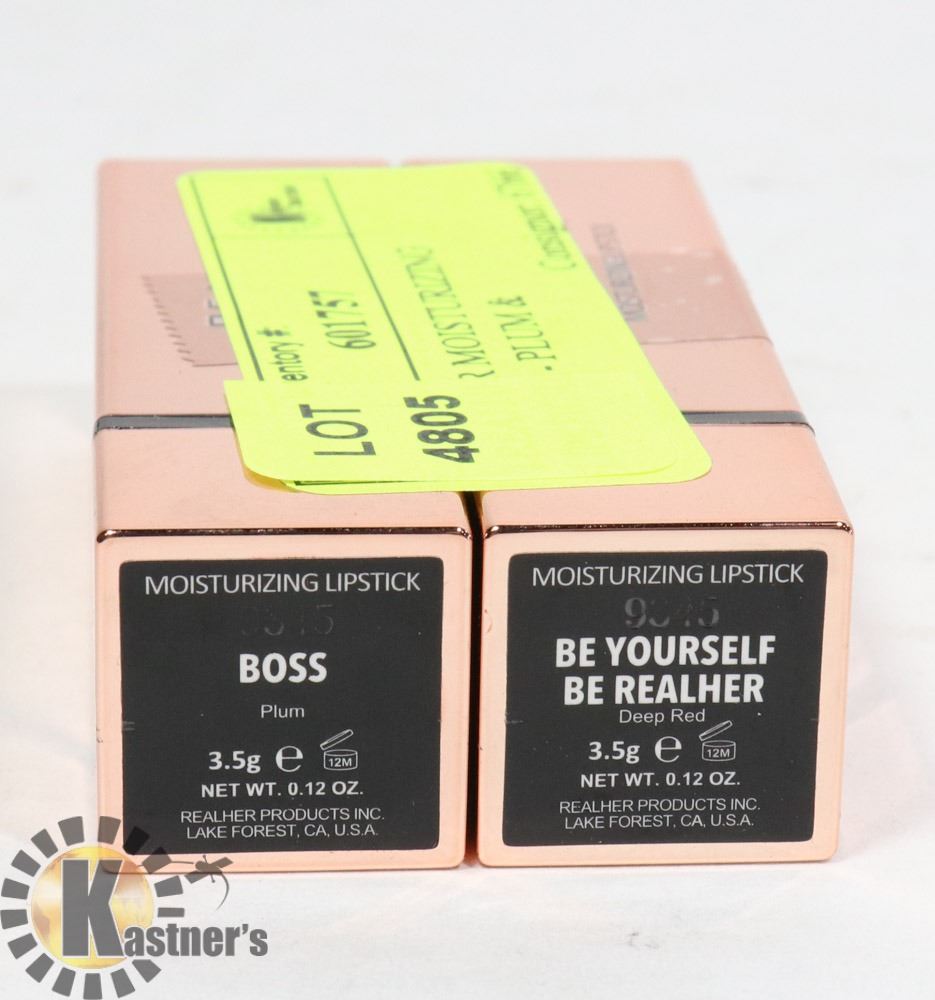 entory #
601757
MOISTURIZING
PLUM &
LOT
4805
MOISTURIZING LIPSTICK
BOSS
Plum
3.5g e 12M
NET WT. 0.12 OZ.
REALHER PRODUCTS INC.
LAKE FOREST, CA, U.S.A.
MOISTURIZING LIPSTICK
9345
BE YOURSELF
BE REALHER
Deep Red
3.5g e 12M
NET WT. 0.12 OZ.
REALHER PRODUCTS INC.
LAKE FOREST, CA, U.S.A.
Kastner's